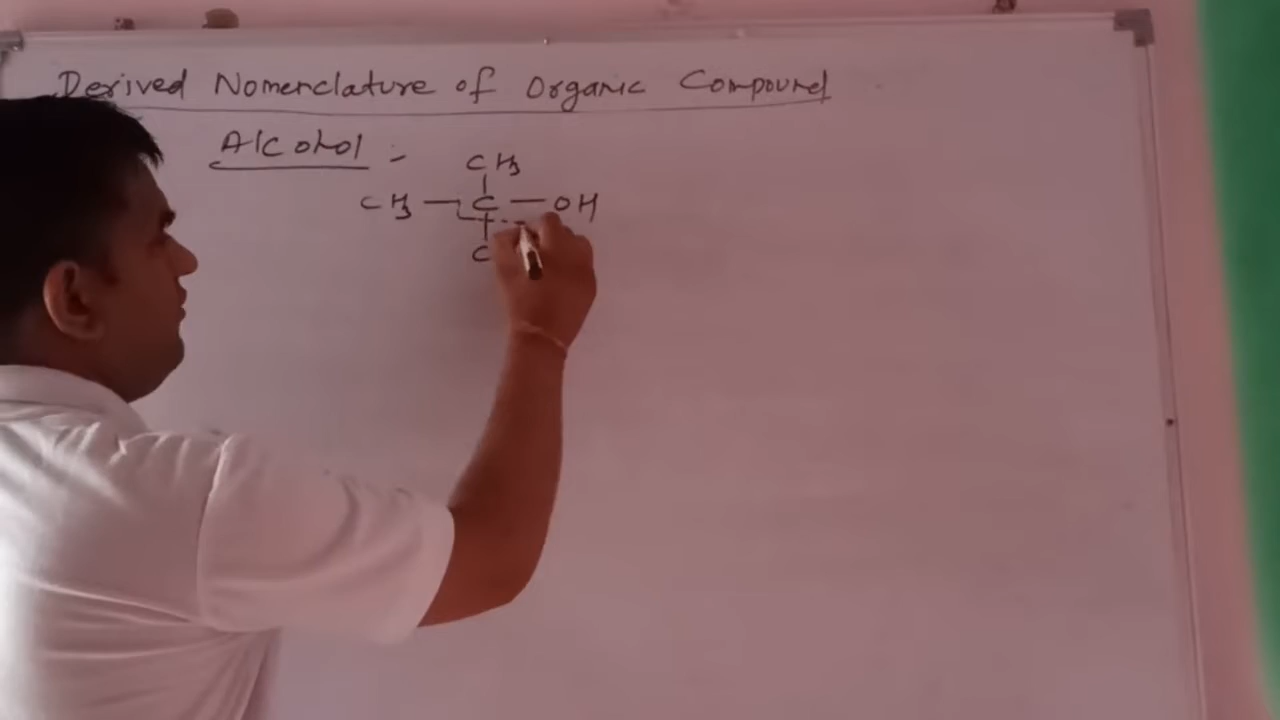 Derived Nomenclature of Organic Compound
Alcohol :-
CH3
CH3 — C — OH
C